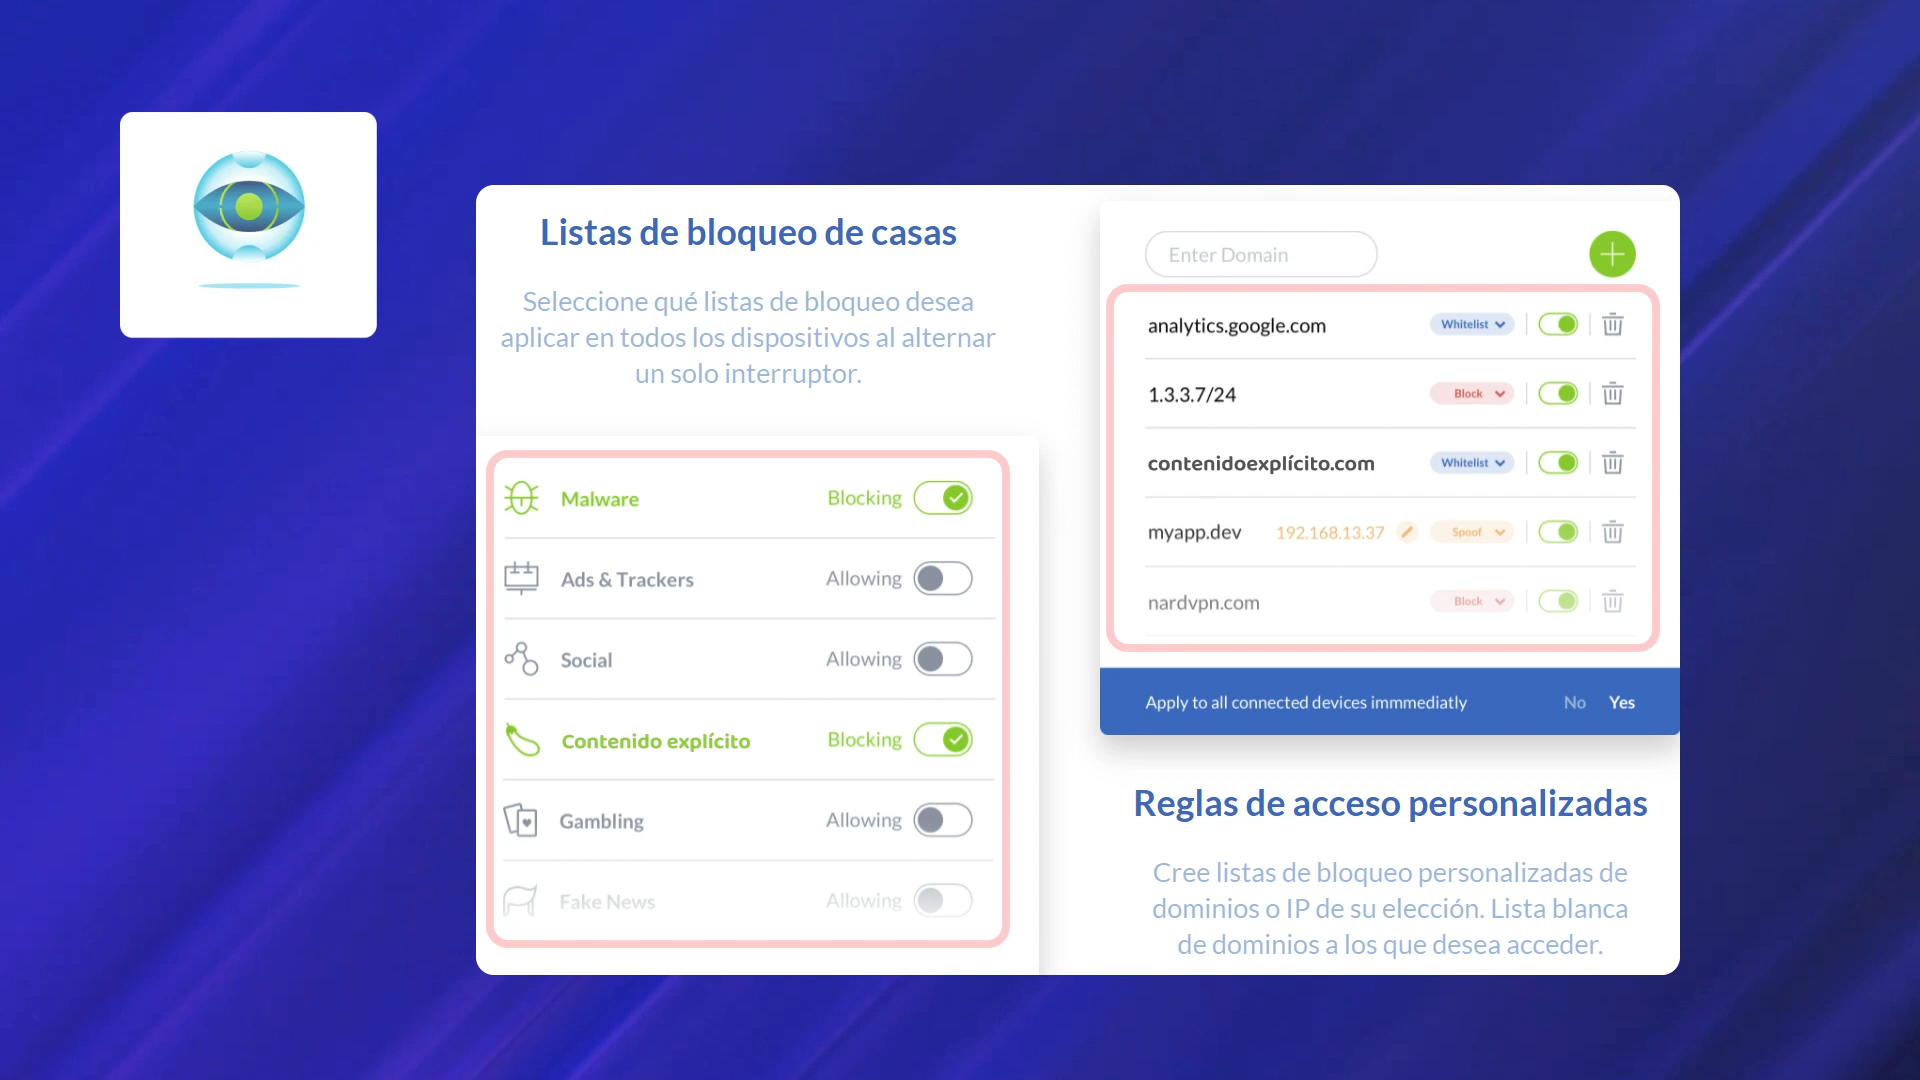 Listas de bloqueo de casas
Seleccione qué listas de bloqueo desea
aplicar en todos los dispositivos al alternar
un solo interruptor.
Malware Blocking
Ads & Trackers Allowing
Social Allowing
Contenido explícito Blocking
Gambling Allowing
Fake News Allowing
Enter Domain
analytics.google.com Whitelist
1.3.3.7/24 Block
contenidoexplícito.com Whitelist
myapp.dev 192.168.13.37 Spoof
nardvpn.com Block
Apply to all connected devices immmediatly No Yes
Reglas de acceso personalizadas
Cree listas de bloqueo personalizadas de
dominios o IP de su elección. Lista blanca
de dominios a los que desea acceder.